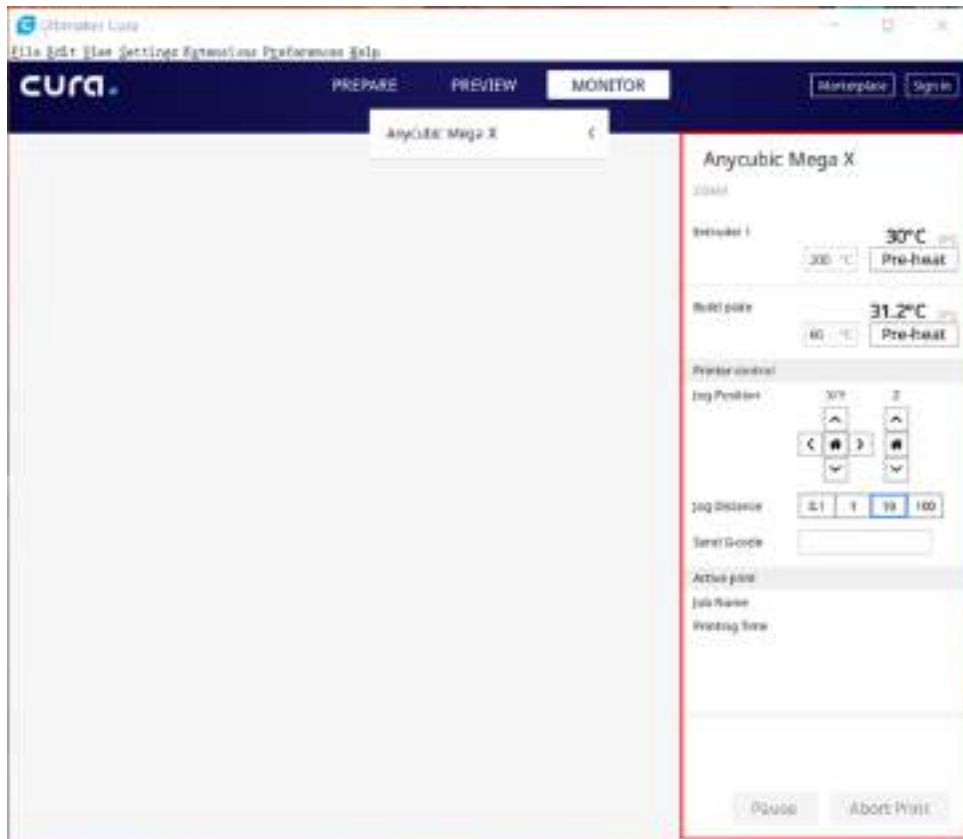 Ultimaker Cura
File Edit View Settings Extensions Preferences Help
cura.
PREPARE PREVIEW MONITOR
Marketplace Sign in
Anycubic Mega X
Anycubic Mega X
Extruder 1
30°C
200 °C Pre-heat
Build plate
31.2°C
60 °C Pre-heat
Printer control
Jog Position
X/Y Z
Jog Distance
0.1 1 10 100
Send G-code
Active print
Job Name
Printing Time
Pause Abort Print